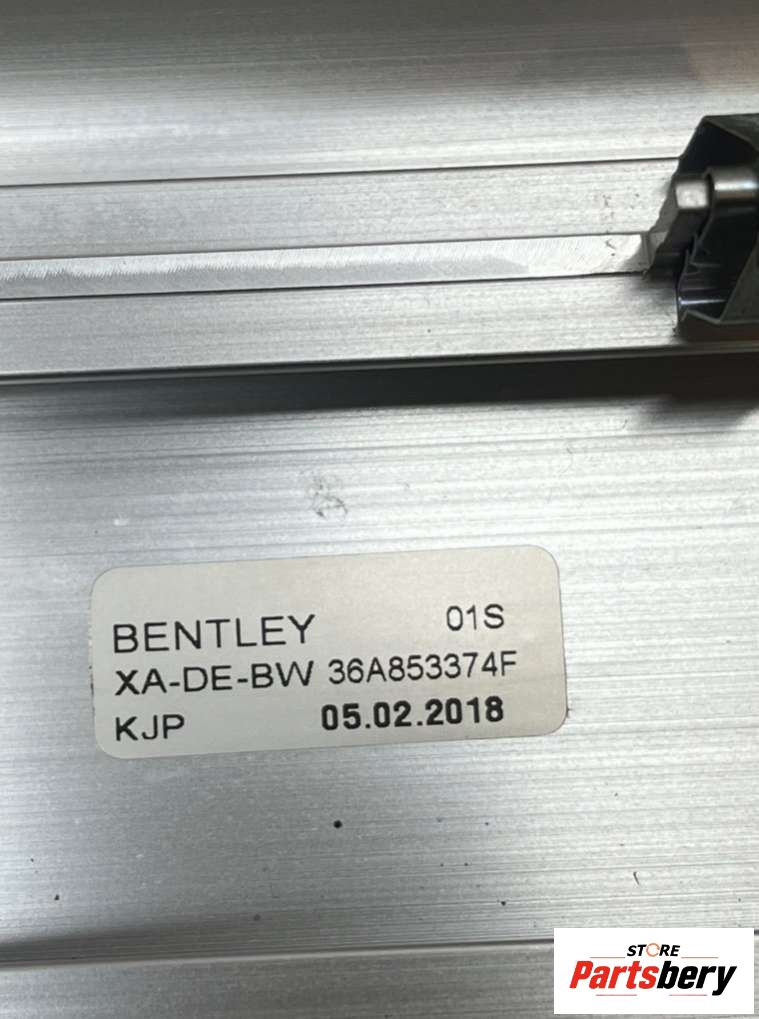 BENTLEY 01S
XA-DE-BW 36A853374F
KJP 05.02.2018
STORE
Partsbery